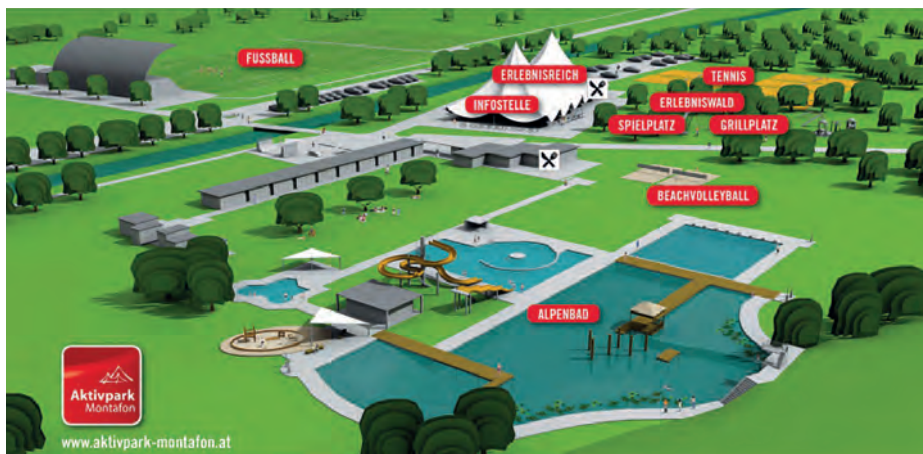 FUSSBALL
ERLEBNISREICH
INFOSTELLE
TENNIS
ERLEBNISWALD
SPIELPLATZ
GRILLPLATZ
BEACHVOLLEYBALL
ALPENBAD
Aktivpark
Montafon
www.aktivpark-montafon.at